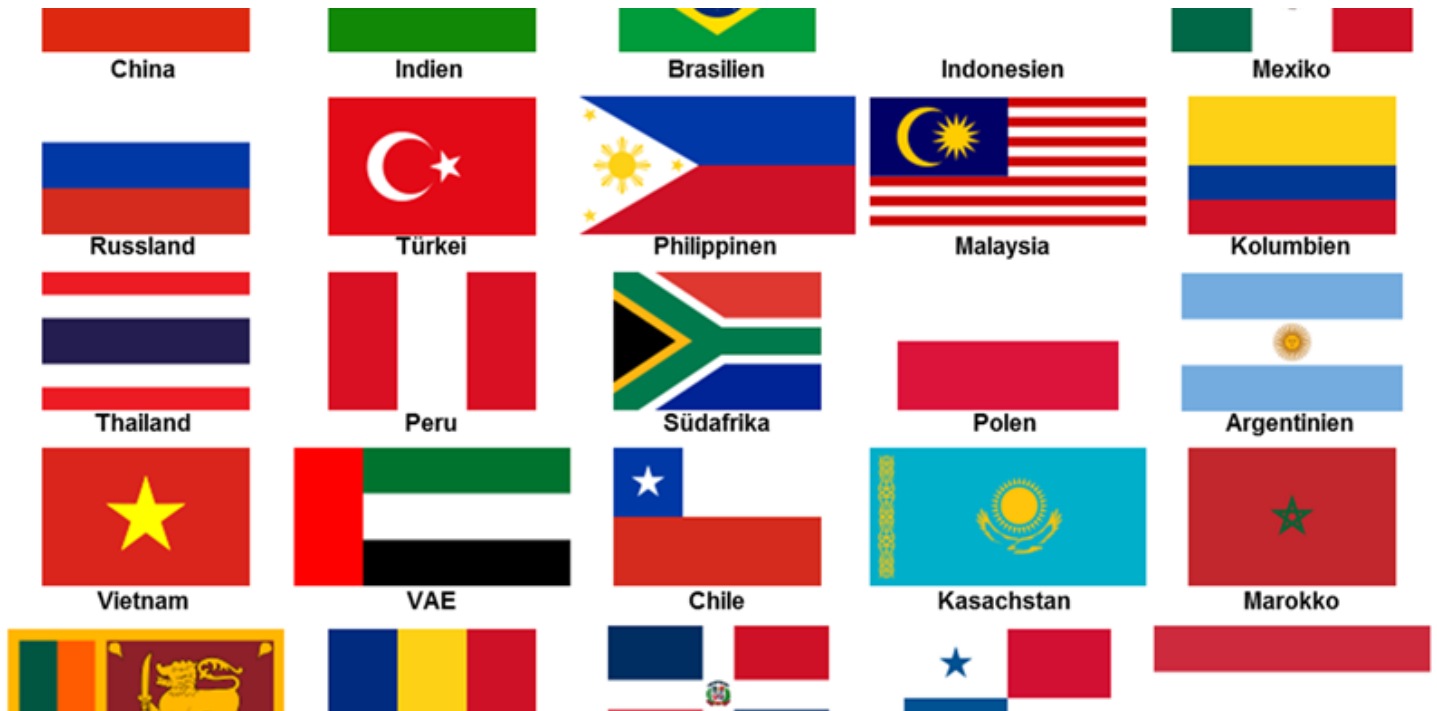 China
Indien
Brasilien
Indonesien
Mexiko
Russland
Türkei
Philippinen
Malaysia
Kolumbien
Thailand
Peru
Südafrika
Polen
Argentinien
Vietnam
VAE
Chile
Kasachstan
Marokko